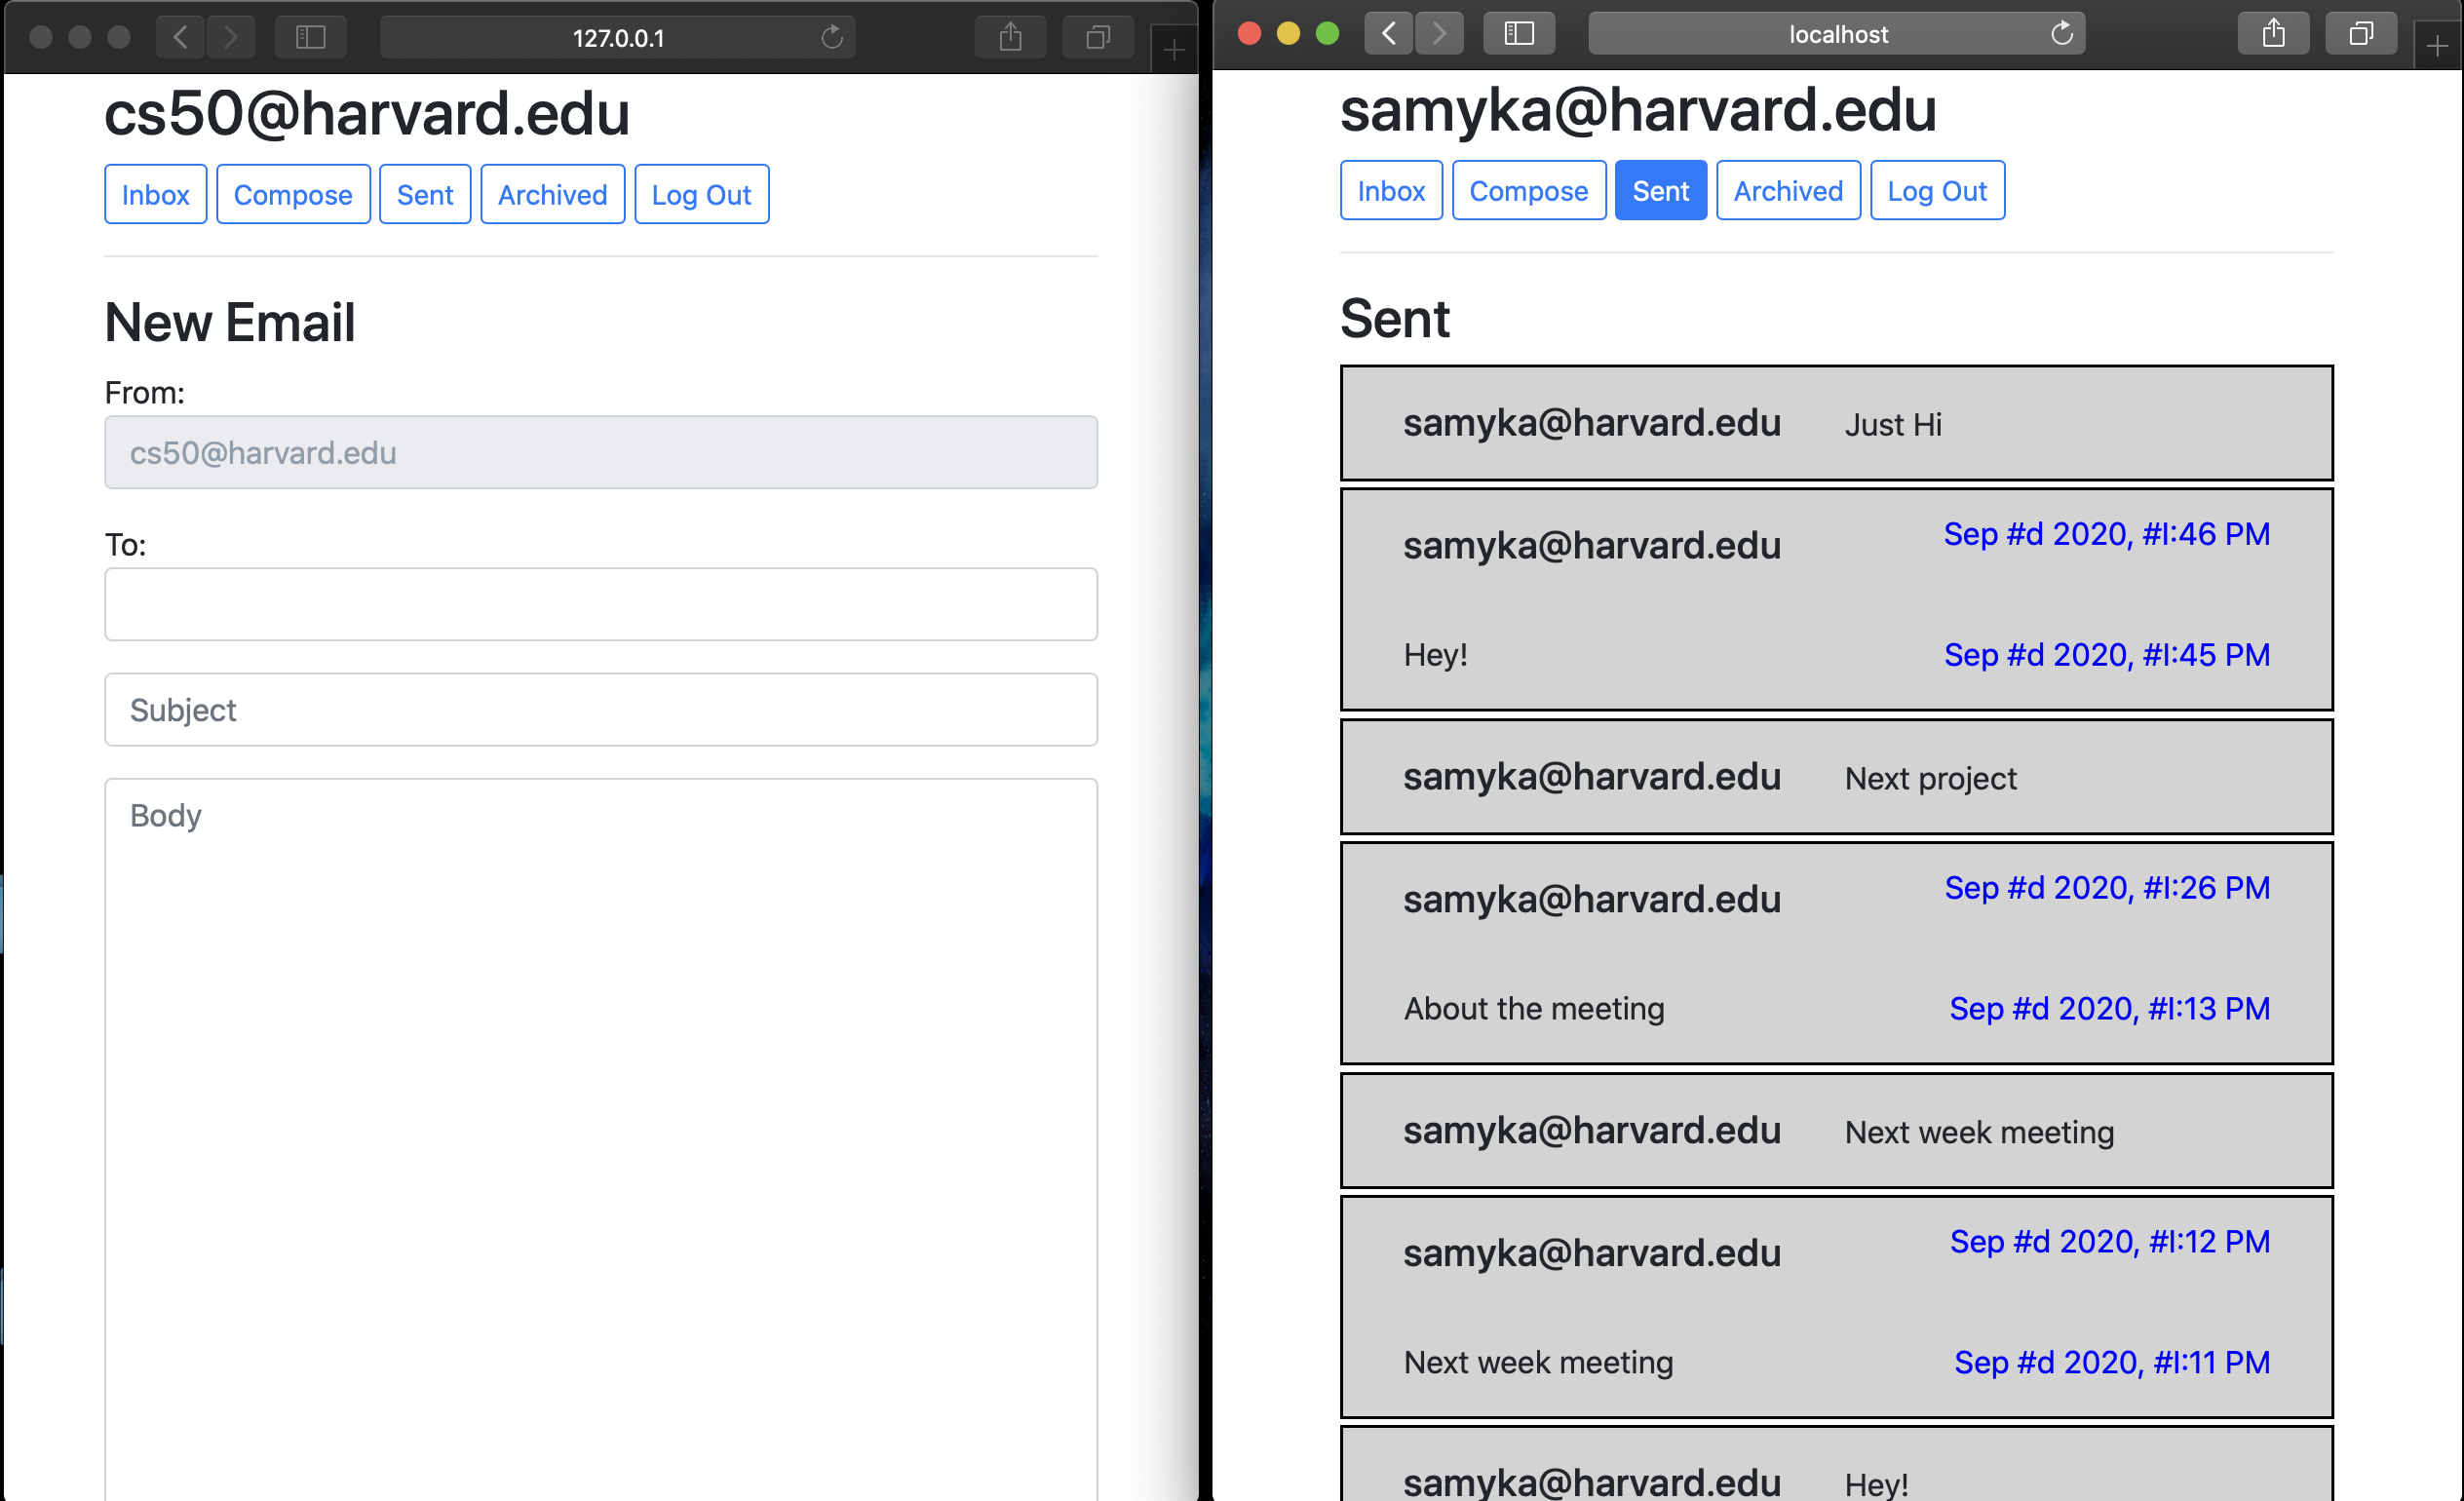 127.0.0.1
cs50@harvard.edu
Inbox Compose Sent Archived Log Out
New Email
From:
cs50@harvard.edu
To:
Subject
Body
localhost
samyka@harvard.edu
Inbox Compose Sent Archived Log Out
Sent
samyka@harvard.edu Just Hi
samyka@harvard.edu Sep #d 2020, #I:46 PM
Hey! Sep #d 2020, #I:45 PM
samyka@harvard.edu Next project
samyka@harvard.edu Sep #d 2020, #I:26 PM
About the meeting Sep #d 2020, #I:13 PM
samyka@harvard.edu Next week meeting
samyka@harvard.edu Sep #d 2020, #I:12 PM
Next week meeting Sep #d 2020, #I:11 PM
samyka@harvard.edu Hey!